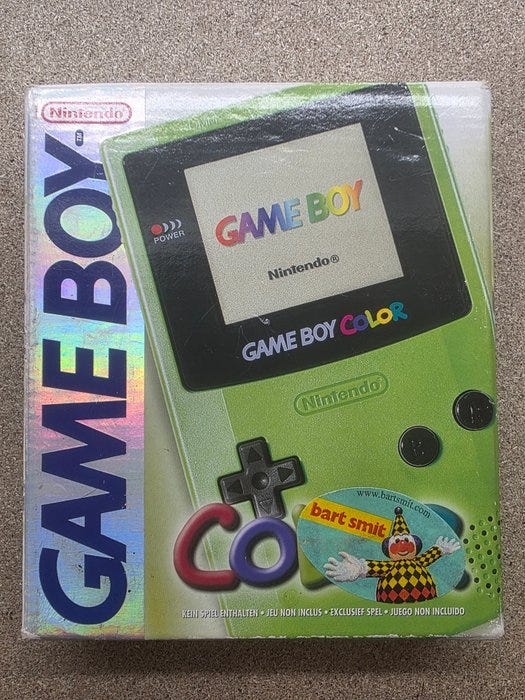 Nintendo
GAME BOY
POWER
GAME BOY
Nintendo®
GAME BOY COLOR
Nintendo
B
A
CO
www.bartsmit.com
bart smit
KEIN SPIEL ENTHALTEN • JEU NON INCLUS • EXCLUSIEF SPEL • JUEGO NON INCLUIDO